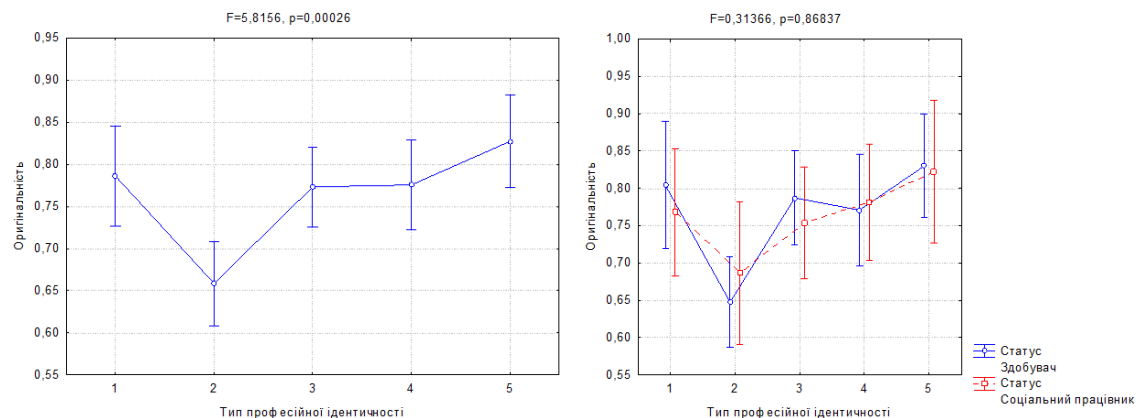 F=5,8156, p=0,00026
0,95
0,90
0,85
0,80
0,75
0,70
0,65
0,60
0,55
Оригінальність
1 2 3 4 5
Тип професійної ідентичності
F=0,31366, p=0,86837
1,00
0,95
0,90
0,85
0,80
0,75
0,70
0,65
0,60
0,55
Оригінальність
1 2 3 4 5
Тип професійної ідентичності
Статус
Здобувач
Статус
Соціальний працівник